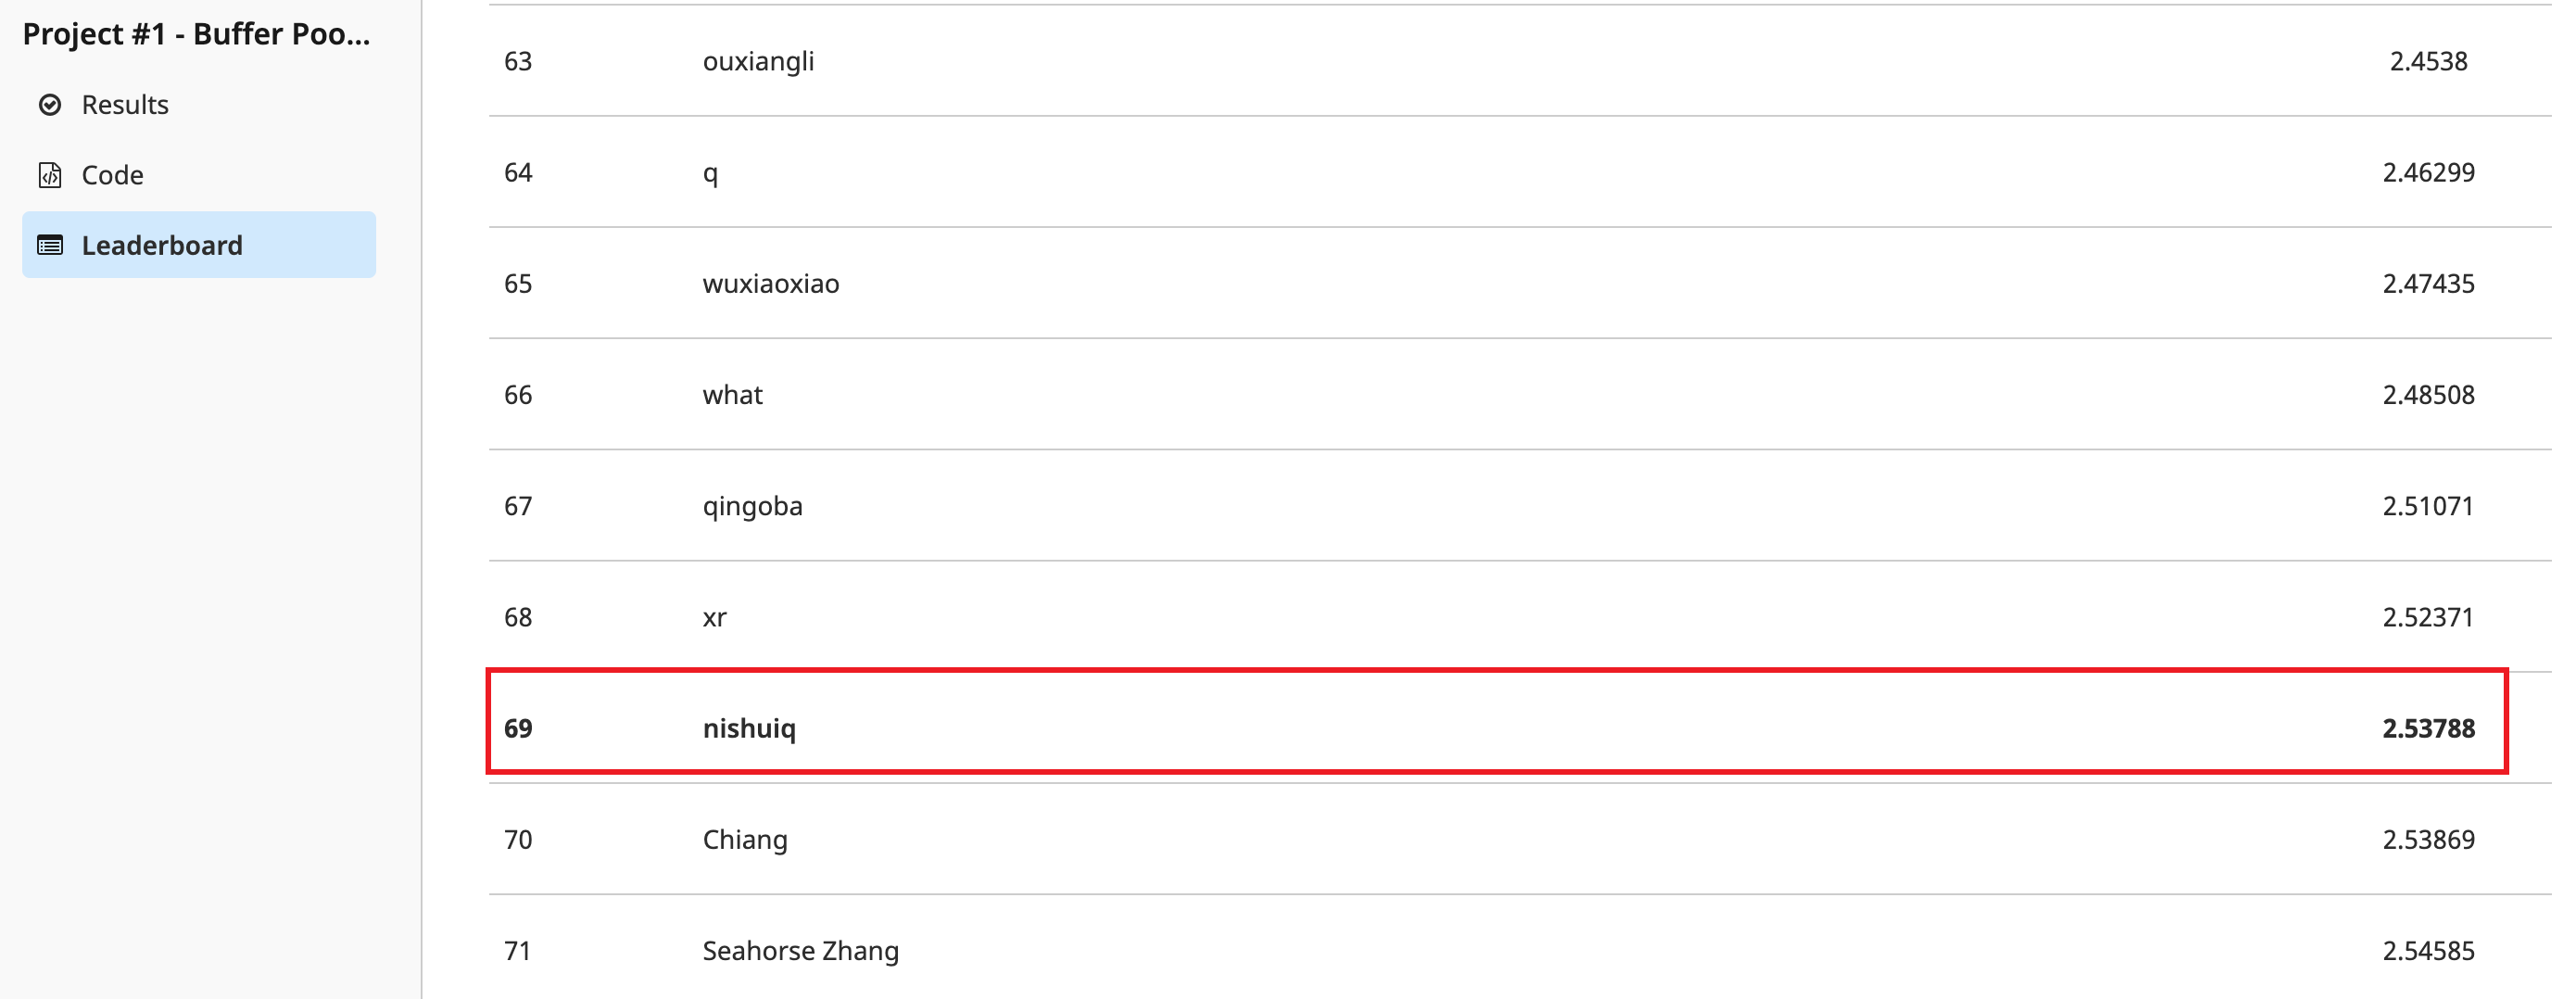 Project #1 - Buffer Poo...
Results
Code
Leaderboard
63 ouxiangli 2.4538
64 q 2.46299
65 wuxiaoxiao 2.47435
66 what 2.48508
67 qingoba 2.51071
68 xr 2.52371
69 nishuiq 2.53788
70 Chiang 2.53869
71 Seahorse Zhang 2.54585